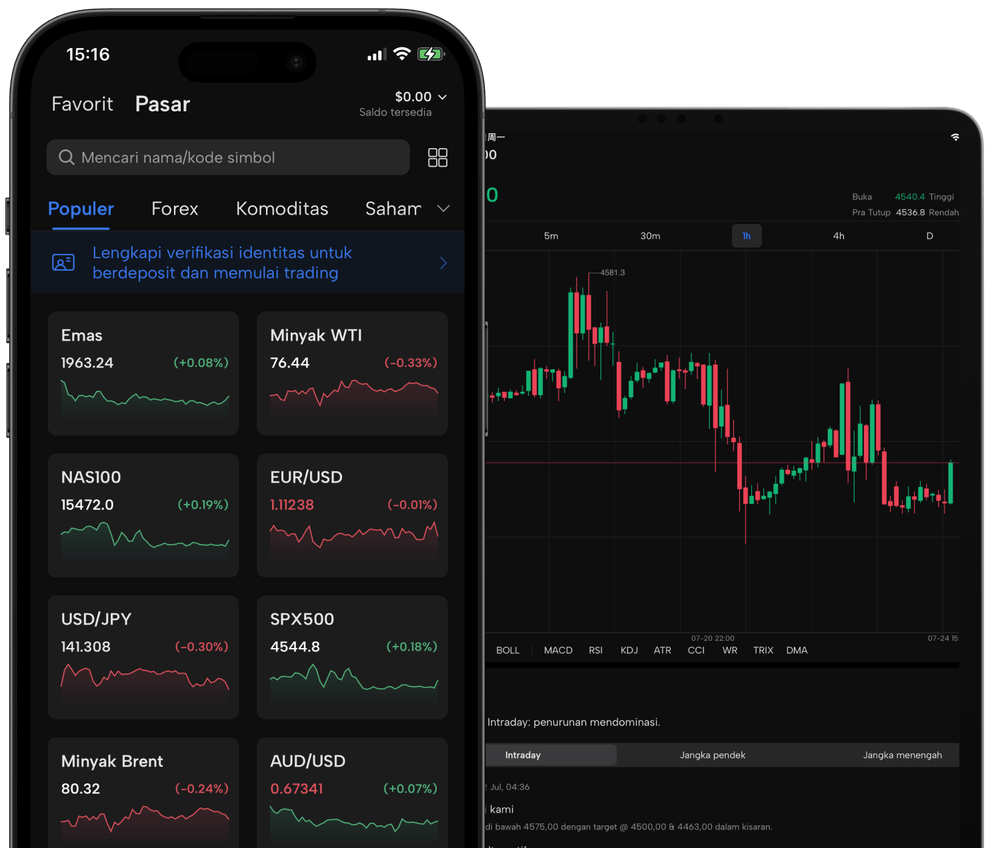 15:16
Favorit
Pasar
$0.00
Saldo tersedia
Mencari nama/kode simbol
Populer
Forex
Komoditas
Saham
Lengkapi verifikasi identitas untuk
berdeposit dan memulai trading
Emas
1963.24
(+0.08%)
Minyak WTI
76.44
(-0.33%)
NAS100
15472.0
(+0.19%)
EUR/USD
1.11238
(-0.01%)
USD/JPY
141.308
(-0.30%)
SPX500
4544.8
(+0.18%)
Minyak Brent
80.32
(-0.24%)
AUD/USD
0.67341
(+0.07%)
周一
00
0
Buka 4540.4 Tinggi
Pra Tutup 4536.8 Rendah
5m 30m 1h 4h D
4581.3
07-20 22:00
07-24 15
BOLL MACD RSI KDJ ATR CCI WR TRIX DMA
Intraday: penurunan mendominasi.
Intraday
Jangka pendek
Jangka menengah
Jul, 04:36
kami
di bawah 4575,00 dengan target @ 4500,00 & 4463,00 dalam kisaran.